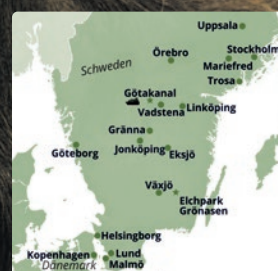 Uppsala
Örebro
Stockholm
Schweden
Mariefred
Trosa
Götakanal
Vadstena
Linköping
Gränna
Göteborg
Jonköping
Eksjö
Växjö
Elchpark
Grönasen
Helsingborg
Kopenhagen
Lund
Dänemark
Malmö